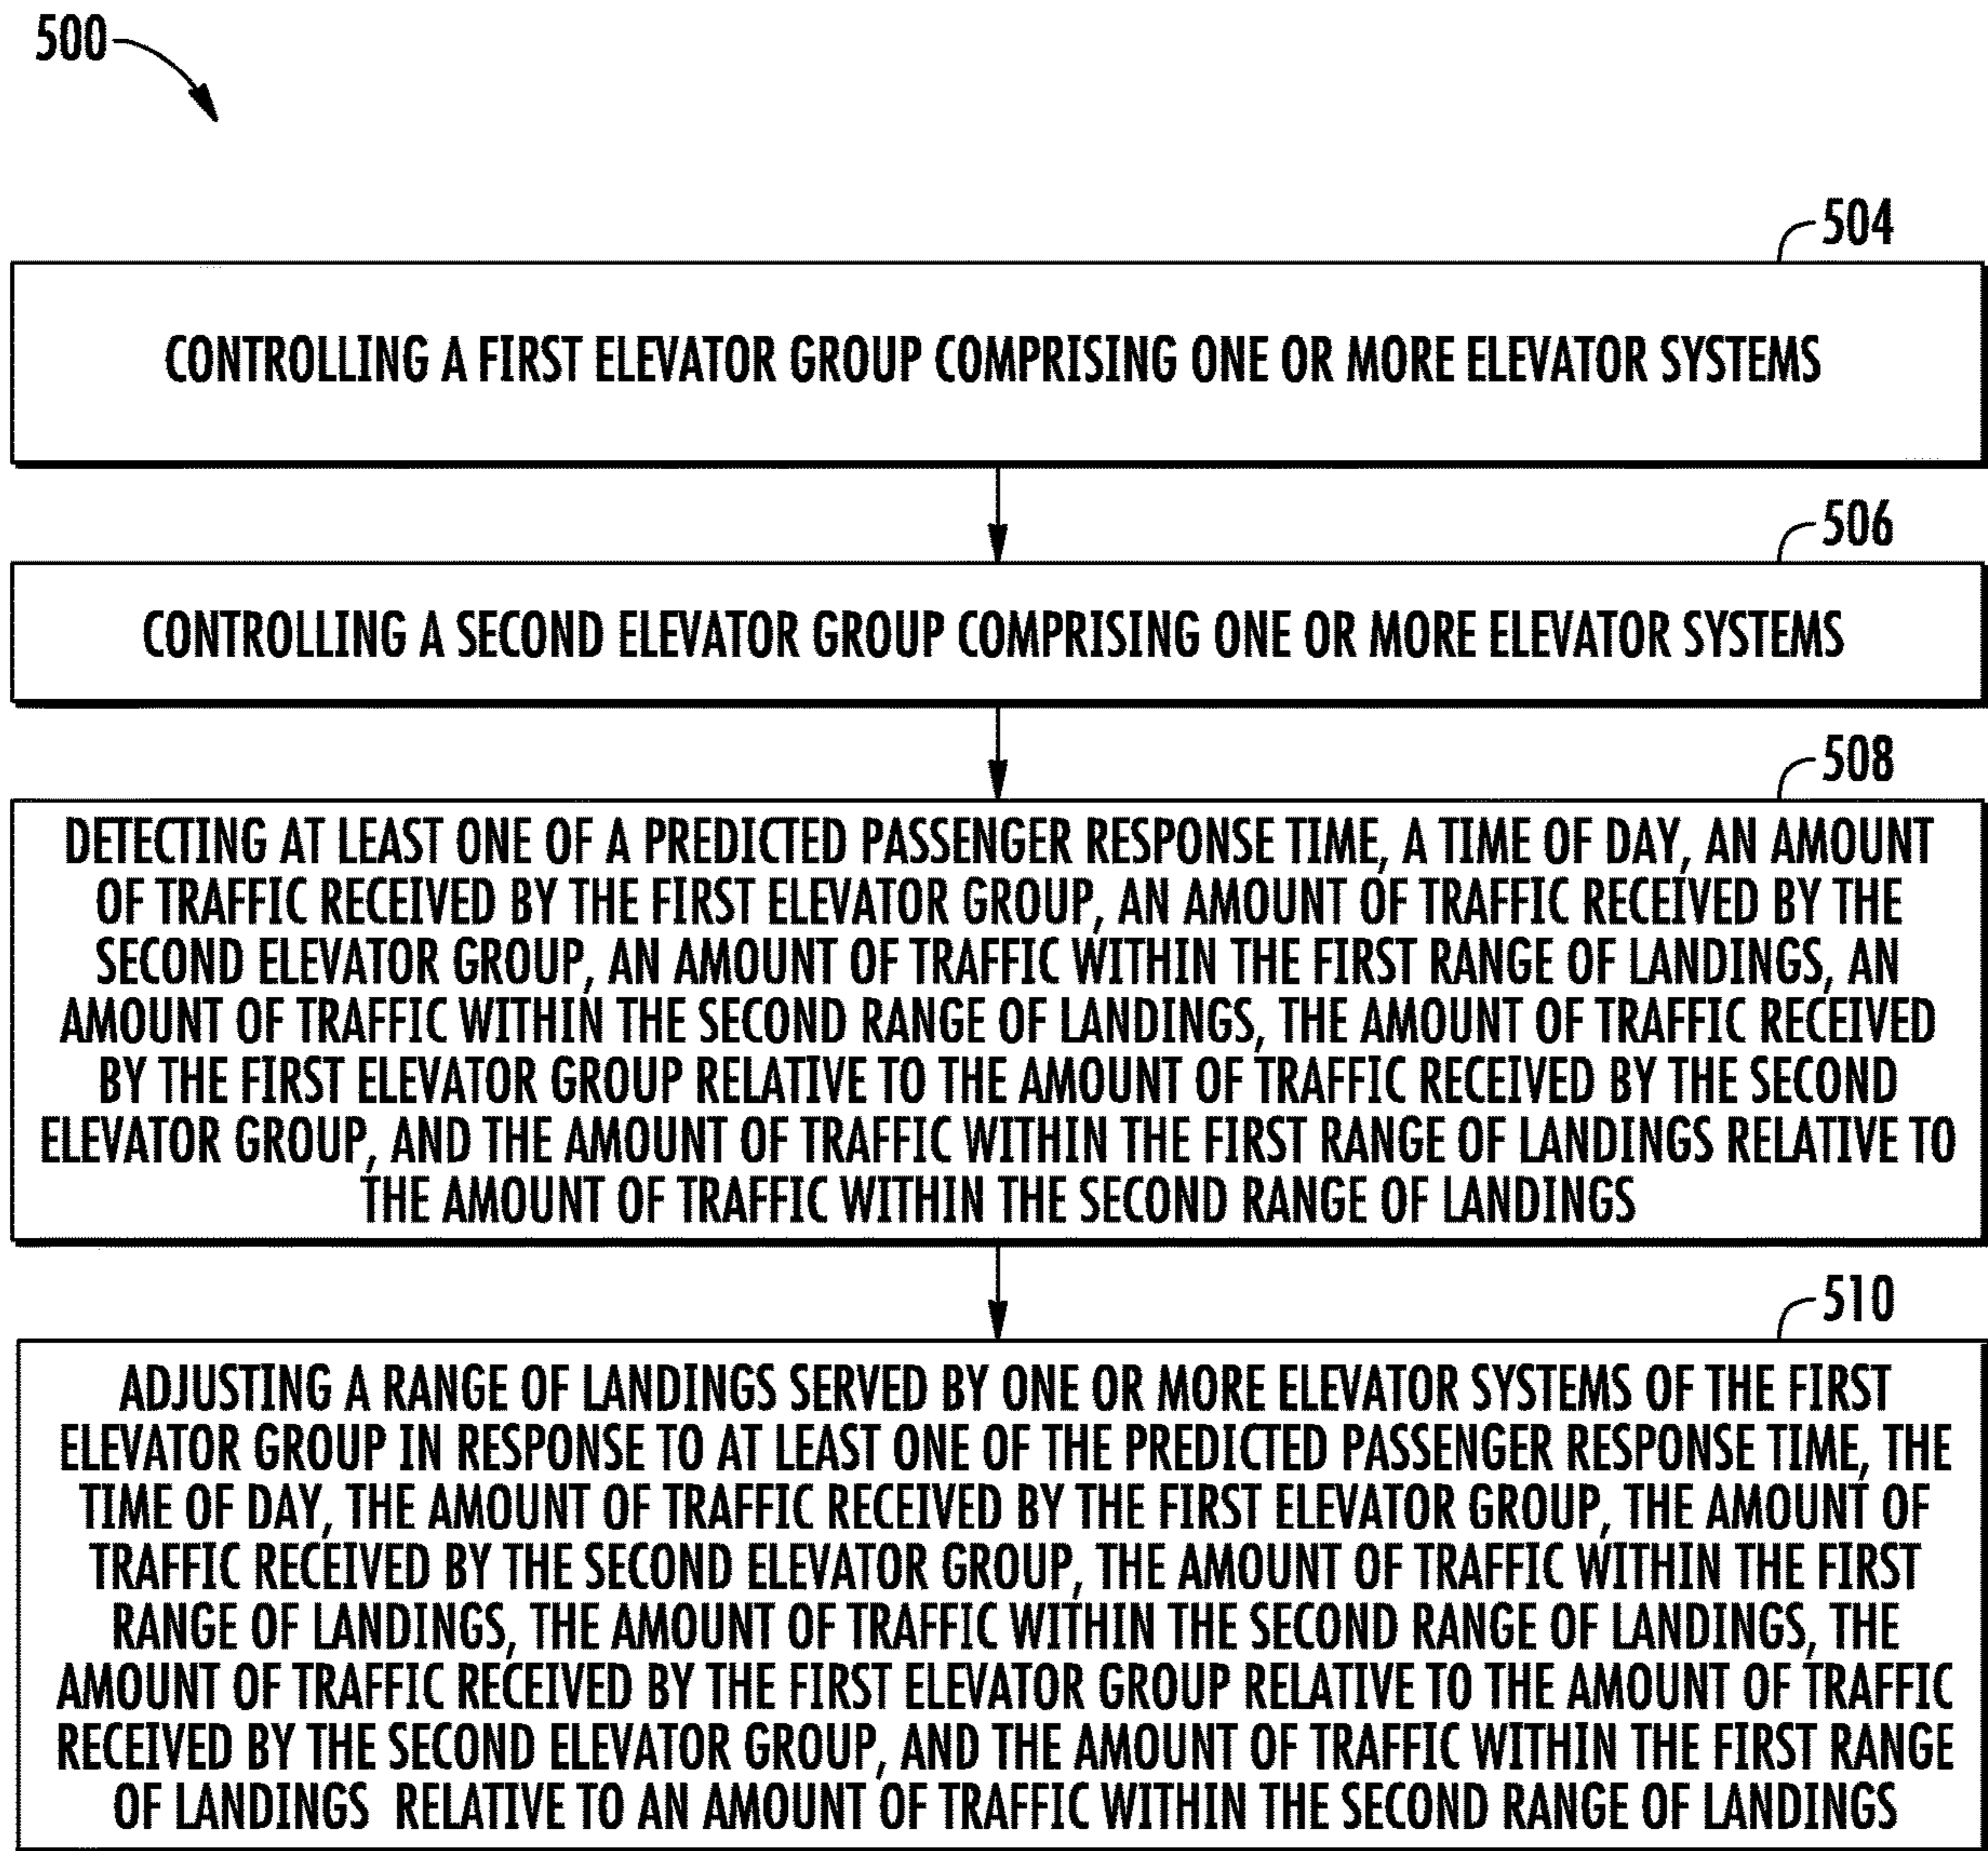 500
504
CONTROLLING A FIRST ELEVATOR GROUP COMPRISING ONE OR MORE ELEVATOR SYSTEMS
506
CONTROLLING A SECOND ELEVATOR GROUP COMPRISING ONE OR MORE ELEVATOR SYSTEMS
508
DETECTING AT LEAST ONE OF A PREDICTED PASSENGER RESPONSE TIME, A TIME OF DAY, AN AMOUNT
OF TRAFFIC RECEIVED BY THE FIRST ELEVATOR GROUP, AN AMOUNT OF TRAFFIC RECEIVED BY THE
SECOND ELEVATOR GROUP, AN AMOUNT OF TRAFFIC WITHIN THE FIRST RANGE OF LANDINGS, AN
AMOUNT OF TRAFFIC WITHIN THE SECOND RANGE OF LANDINGS, THE AMOUNT OF TRAFFIC RECEIVED
BY THE FIRST ELEVATOR GROUP RELATIVE TO THE AMOUNT OF TRAFFIC RECEIVED BY THE SECOND
ELEVATOR GROUP, AND THE AMOUNT OF TRAFFIC WITHIN THE FIRST RANGE OF LANDINGS RELATIVE TO
THE AMOUNT OF TRAFFIC WITHIN THE SECOND RANGE OF LANDINGS
510
ADJUSTING A RANGE OF LANDINGS SERVED BY ONE OR MORE ELEVATOR SYSTEMS OF THE FIRST
ELEVATOR GROUP IN RESPONSE TO AT LEAST ONE OF THE PREDICTED PASSENGER RESPONSE TIME, THE
TIME OF DAY, THE AMOUNT OF TRAFFIC RECEIVED BY THE FIRST ELEVATOR GROUP, THE AMOUNT OF
TRAFFIC RECEIVED BY THE SECOND ELEVATOR GROUP, THE AMOUNT OF TRAFFIC WITHIN THE FIRST
RANGE OF LANDINGS, THE AMOUNT OF TRAFFIC WITHIN THE SECOND RANGE OF LANDINGS, THE
AMOUNT OF TRAFFIC RECEIVED BY THE FIRST ELEVATOR GROUP RELATIVE TO THE AMOUNT OF TRAFFIC
RECEIVED BY THE SECOND ELEVATOR GROUP, AND THE AMOUNT OF TRAFFIC WITHIN THE FIRST RANGE
OF LANDINGS RELATIVE TO AN AMOUNT OF TRAFFIC WITHIN THE SECOND RANGE OF LANDINGS